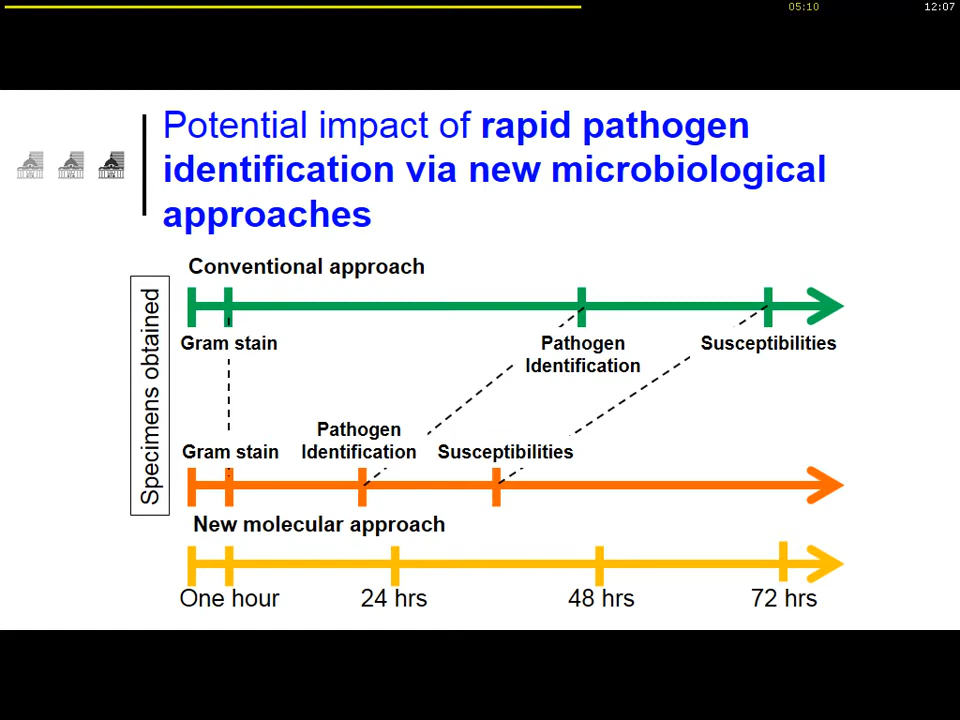 05:10
12:07
Potential impact of rapid pathogen
identification via new microbiological
approaches
Specimens obtained
Conventional approach
Gram stain
Pathogen
Identification
Susceptibilities
Gram stain
Pathogen
Identification
Susceptibilities
New molecular approach
One hour
24 hrs
48 hrs
72 hrs